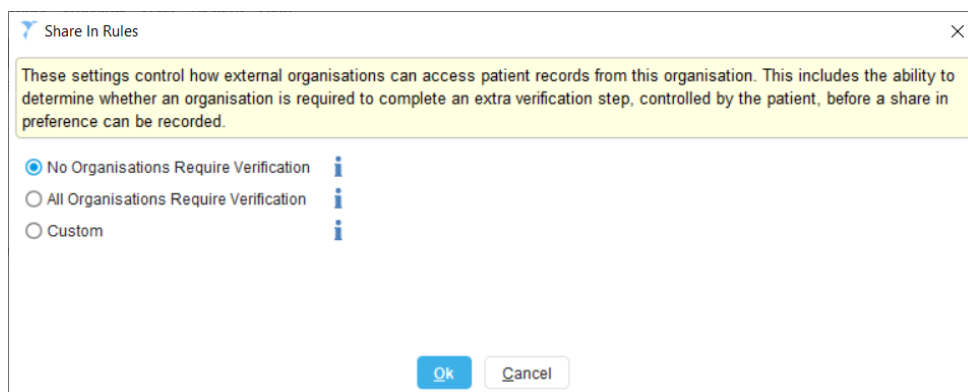 Share In Rules
These settings control how external organisations can access patient records from this organisation. This includes the ability to
determine whether an organisation is required to complete an extra verification step, controlled by the patient, before a share in
preference can be recorded.
No Organisations Require Verification
All Organisations Require Verification
Custom
Ok Cancel